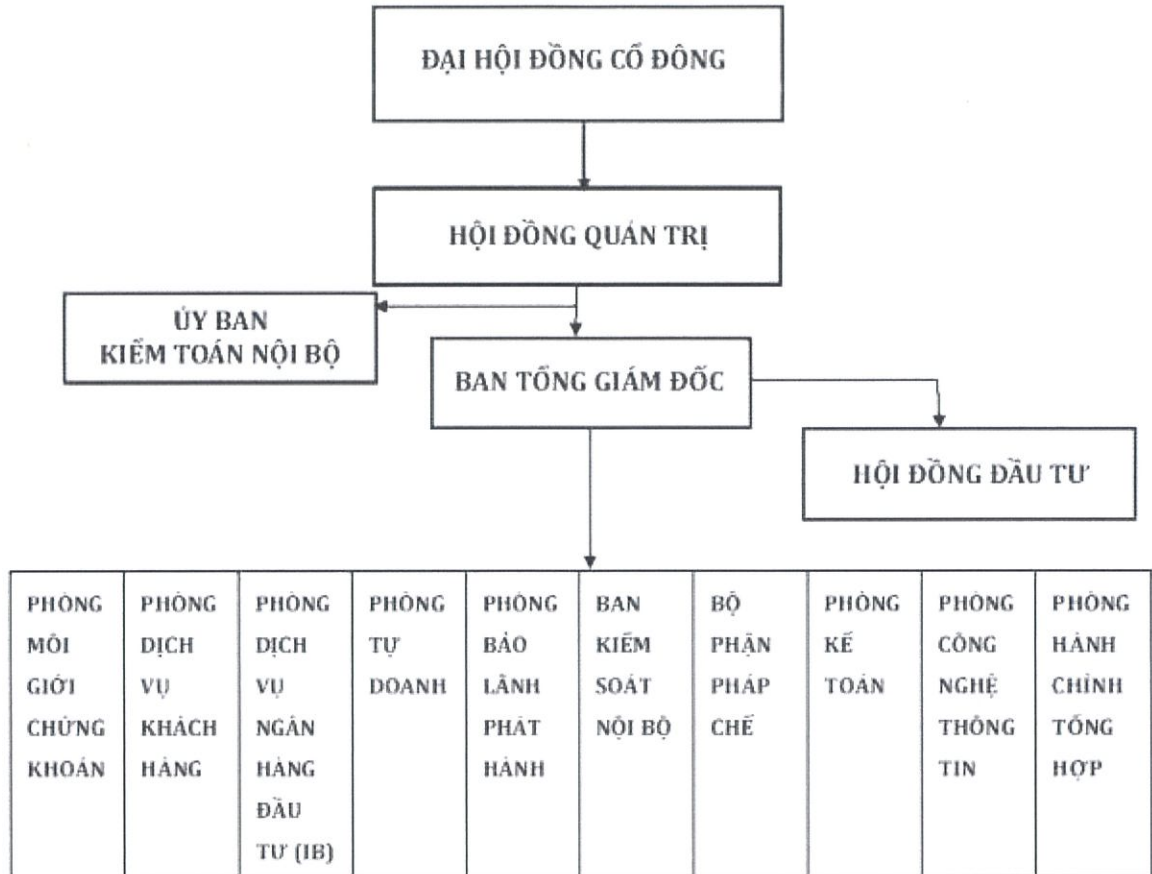 ĐẠI HỘI ĐỒNG CỔ ĐÔNG
HỘI ĐỒNG QUẢN TRỊ
ỦY BAN
KIỂM TOÁN NỘI BỘ
BAN TỔNG GIÁM ĐỐC
HỘI ĐỒNG ĐẦU TƯ
PHÒNG
MÔI
GIỚI
CHỨNG
KHOÁN
PHÒNG
DỊCH
VỤ
KHÁCH
HÀNG
PHÒNG
DỊCH
VỤ
NGÂN
HÀNG
ĐẦU
TƯ (IB)
PHÒNG
TỰ
DOANH
PHÒNG
BẢO
LÃNH
PHÁT
HÀNH
BAN
KIỂM
SOÁT
NỘI BỘ
BỘ
PHẬN
PHÁP
CHẾ
PHÒNG
KẾ
TOÁN
PHÒNG
CÔNG
NGHỆ
THÔNG
TIN
PHÒNG
HÀNH
CHÍNH
TỔNG
HỢP